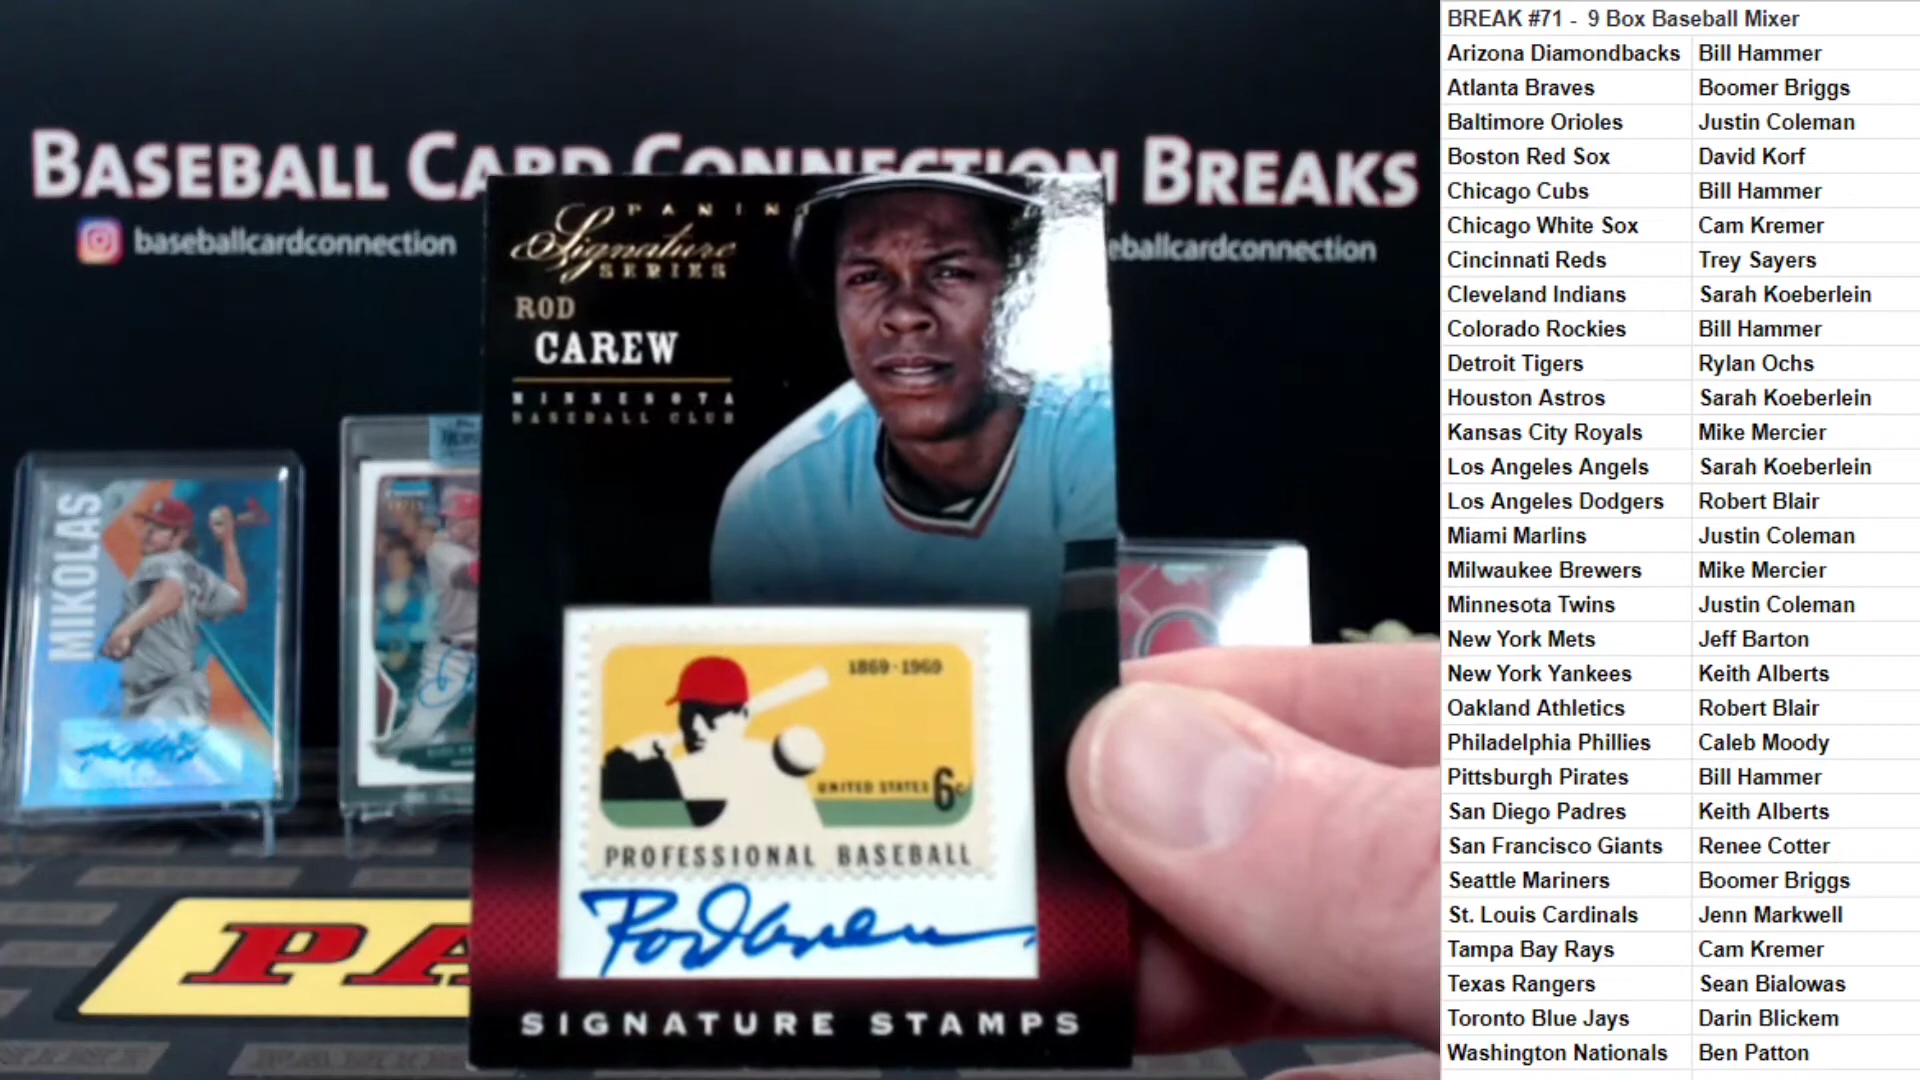 BASEBALL CARD CONNECTION BREAKS
baseballcardconnection
eballcardconnection
PANINI
Signature
SERIES
ROD
CAREW
MINNESOTA
BASEBALL CLUB
MIKOLAS
1869-1969
UNITED STATES 6c
PROFESSIONAL BASEBALL
Rod Carew
SIGNATURE STAMPS
PA
BREAK #71 - 9 Box Baseball Mixer
Arizona Diamondbacks Bill Hammer
Atlanta Braves Boomer Briggs
Baltimore Orioles Justin Coleman
Boston Red Sox David Korf
Chicago Cubs Bill Hammer
Chicago White Sox Cam Kremer
Cincinnati Reds Trey Sayers
Cleveland Indians Sarah Koeberlein
Colorado Rockies Bill Hammer
Detroit Tigers Rylan Ochs
Houston Astros Sarah Koeberlein
Kansas City Royals Mike Mercier
Los Angeles Angels Sarah Koeberlein
Los Angeles Dodgers Robert Blair
Miami Marlins Justin Coleman
Milwaukee Brewers Mike Mercier
Minnesota Twins Justin Coleman
New York Mets Jeff Barton
New York Yankees Keith Alberts
Oakland Athletics Robert Blair
Philadelphia Phillies Caleb Moody
Pittsburgh Pirates Bill Hammer
San Diego Padres Keith Alberts
San Francisco Giants Renee Cotter
Seattle Mariners Boomer Briggs
St. Louis Cardinals Jenn Markwell
Tampa Bay Rays Cam Kremer
Texas Rangers Sean Bialowas
Toronto Blue Jays Darin Blickem
Washington Nationals Ben Patton